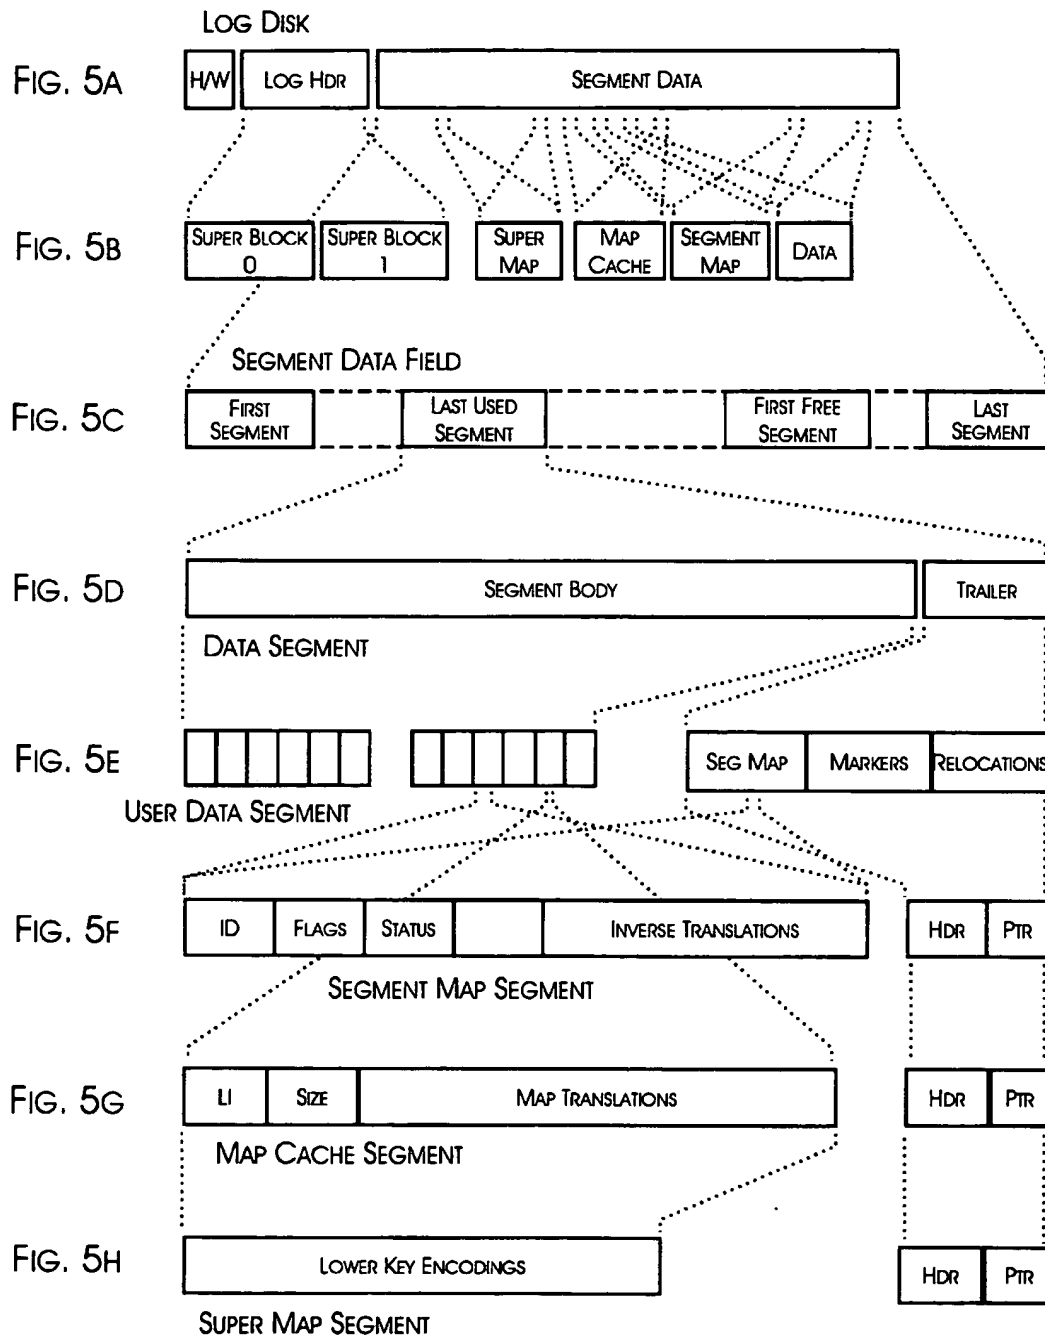 LOG DISK
FIG. 5A
H/W
LOG HDR
SEGMENT DATA
FIG. 5B
SUPER BLOCK
0
SUPER BLOCK
1
SUPER
MAP
MAP
CACHE
SEGMENT
MAP
DATA
SEGMENT DATA FIELD
FIG. 5C
FIRST
SEGMENT
LAST USED
SEGMENT
FIRST FREE
SEGMENT
LAST
SEGMENT
FIG. 5D
SEGMENT BODY
TRAILER
DATA SEGMENT
FIG. 5E
SEG MAP
MARKERS
RELOCATIONS
USER DATA SEGMENT
FIG. 5F
ID
FLAGS
STATUS
INVERSE TRANSLATIONS
HDR
PTR
SEGMENT MAP SEGMENT
FIG. 5G
LI
SIZE
MAP TRANSLATIONS
HDR
PTR
MAP CACHE SEGMENT
FIG. 5H
LOWER KEY ENCODINGS
HDR
PTR
SUPER MAP SEGMENT